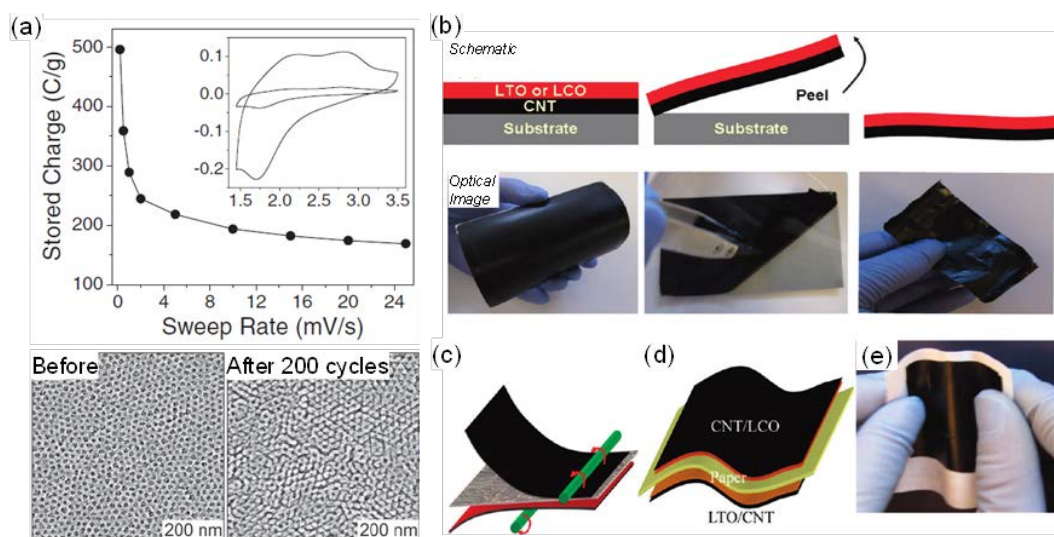 (a)
500
400
300
200
100
Stored Charge (C/g)
0 4 8 12 16 20 24
Sweep Rate (mV/s)
0.1
0.0
-0.1
-0.2
1.5 2.0 2.5 3.0 3.5
Before
200 nm
After 200 cycles
200 nm
(b)
Schematic
LTO or LCO
CNT
Substrate
Substrate
Peel
Optical
Image
(c)
(d)
CNT/LCO
Paper
LTO/CNT
(e)